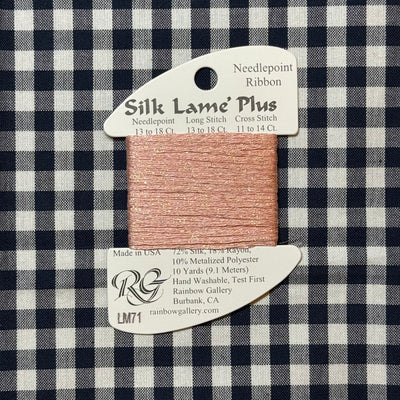 Needlepoint
Ribbon
Silk Lame' Plus
Needlepoint Long Stitch Cross Stitch
13 to 18 Ct. 13 to 18 Ct. 11 to 14 Ct.
Made in USA
72% Silk, 18% Rayon,
10% Metalized Polyester
10 Yards (9.1 Meters)
Hand Washable, Test First
Rainbow Gallery
Burbank, CA
rainbowgallery.com
RG
LM71